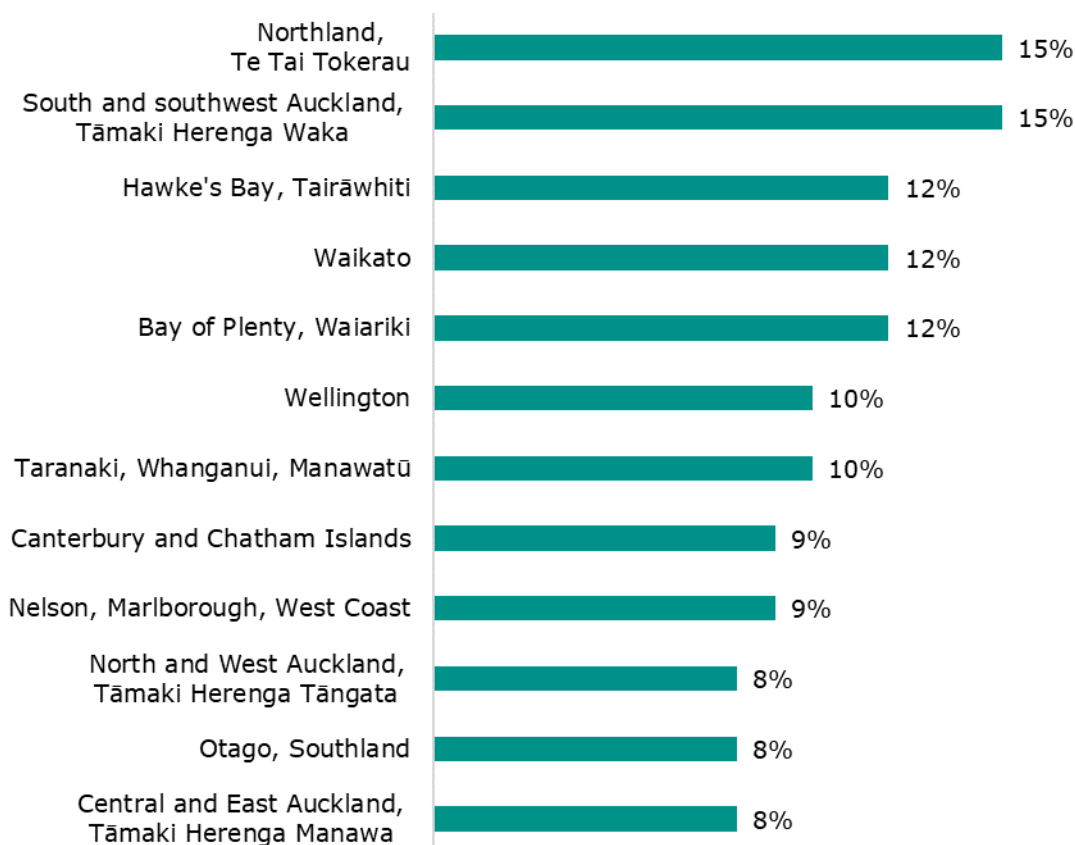 Northland,
Te Tai Tokerau
15%
South and southwest Auckland,
Tāmaki Herenga Waka
15%
Hawke's Bay, Tairāwhiti
12%
Waikato
12%
Bay of Plenty, Waiariki
12%
Wellington
10%
Taranaki, Whanganui, Manawatū
10%
Canterbury and Chatham Islands
9%
Nelson, Marlborough, West Coast
9%
North and West Auckland,
Tāmaki Herenga Tāngata
8%
Otago, Southland
8%
Central and East Auckland,
Tāmaki Herenga Manawa
8%